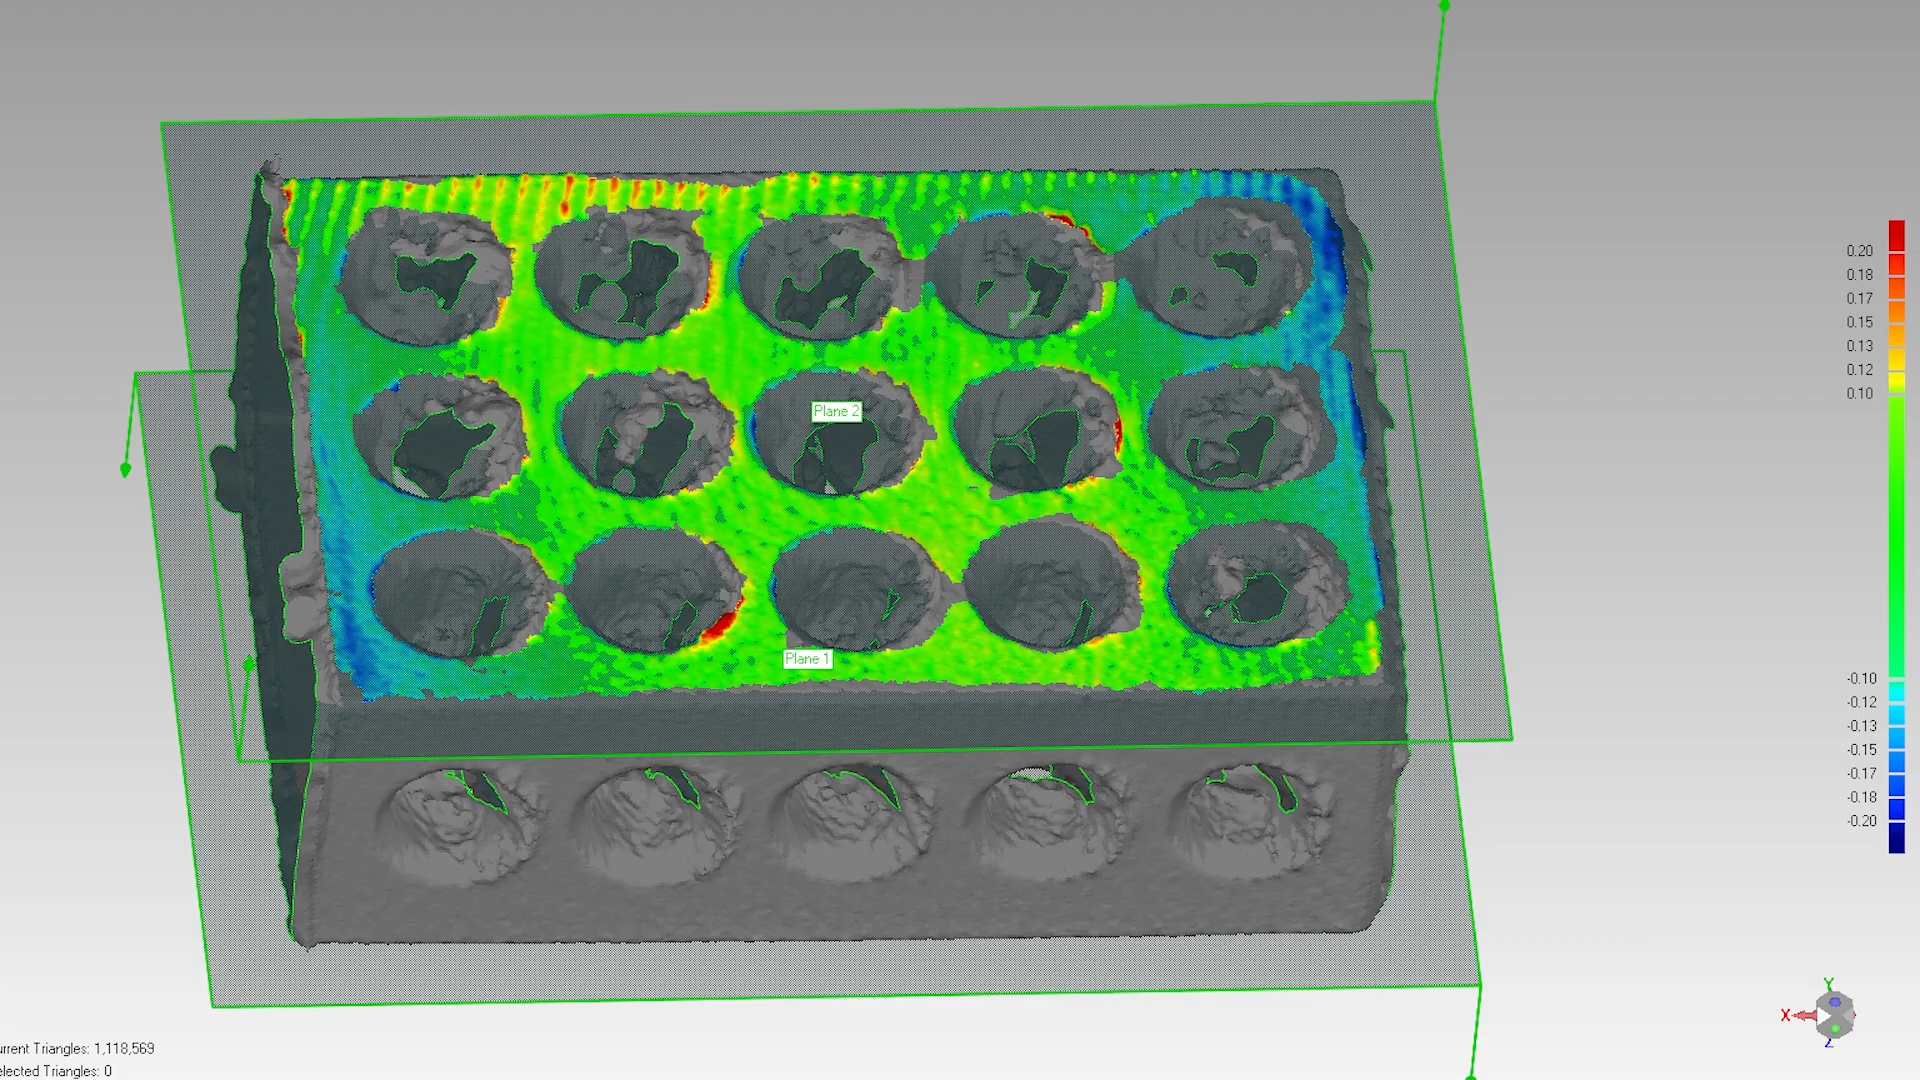 Plane 2
Plane 1
0.20
0.18
0.17
0.15
0.13
0.12
0.10
-0.10
-0.12
-0.13
-0.15
-0.17
-0.18
-0.20
Y
X
Z
urrent Triangles: 1,118,569
elected Triangles: 0